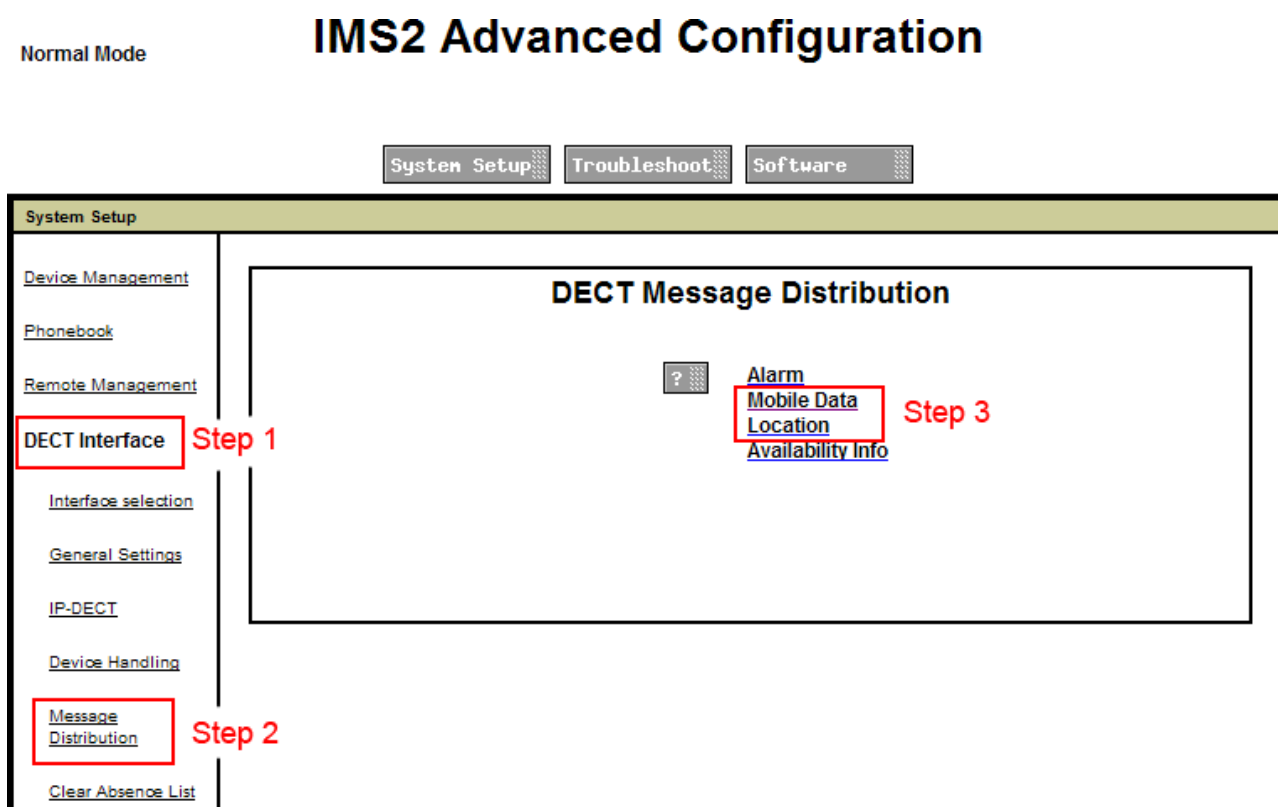 Normal Mode
IMS2 Advanced Configuration
System Setup
Troubleshoot
Software
System Setup
Device Management
Phonebook
Remote Management
DECT Interface
Step 1
Interface selection
General Settings
IP-DECT
Device Handling
Message
Distribution
Step 2
Clear Absence List
DECT Message Distribution
?
Alarm
Mobile Data
Location
Step 3
Availability Info